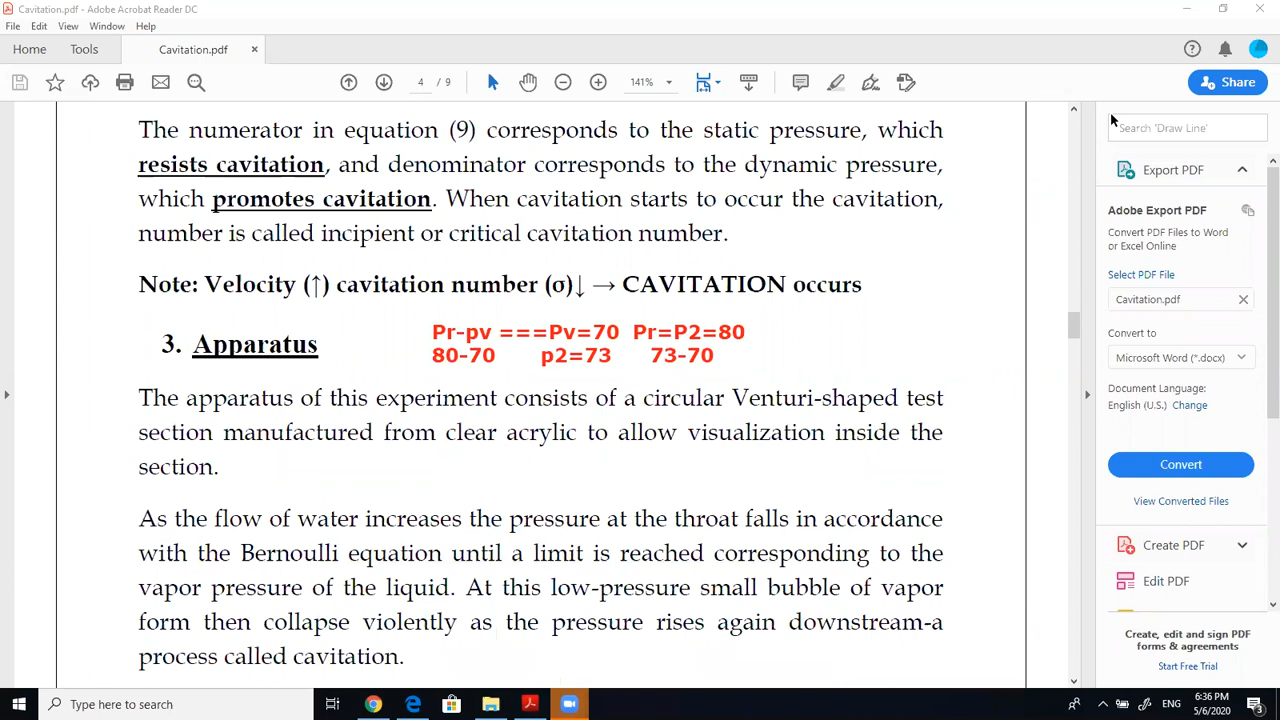 Cavitation.pdf - Adobe Acrobat Reader DC
File Edit View Window Help
Home Tools Cavitation.pdf ×
4 / 9 141% Share
The numerator in equation (9) corresponds to the static pressure, which
resists cavitation, and denominator corresponds to the dynamic pressure,
which promotes cavitation. When cavitation starts to occur the cavitation,
number is called incipient or critical cavitation number.
Note: Velocity (↑) cavitation number (σ)↓ → CAVITATION occurs
Pr-pv ===Pv=70 Pr=P2=80
80-70 p2=73 73-70
3. Apparatus
The apparatus of this experiment consists of a circular Venturi-shaped test
section manufactured from clear acrylic to allow visualization inside the
section.
As the flow of water increases the pressure at the throat falls in accordance
with the Bernoulli equation until a limit is reached corresponding to the
vapor pressure of the liquid. At this low-pressure small bubble of vapor
form then collapse violently as the pressure rises again downstream-a
process called cavitation.
Search 'Draw Line'
Export PDF
Adobe Export PDF
Convert PDF Files to Word
or Excel Online
Select PDF File
Cavitation.pdf
Convert to
Microsoft Word (*.docx)
Document Language:
English (U.S.) Change
Convert
View Converted Files
Create PDF
Edit PDF
Create, edit and sign PDF
forms & agreements
Start Free Trial
Type here to search
ENG
6:36 PM
5/6/2020
3